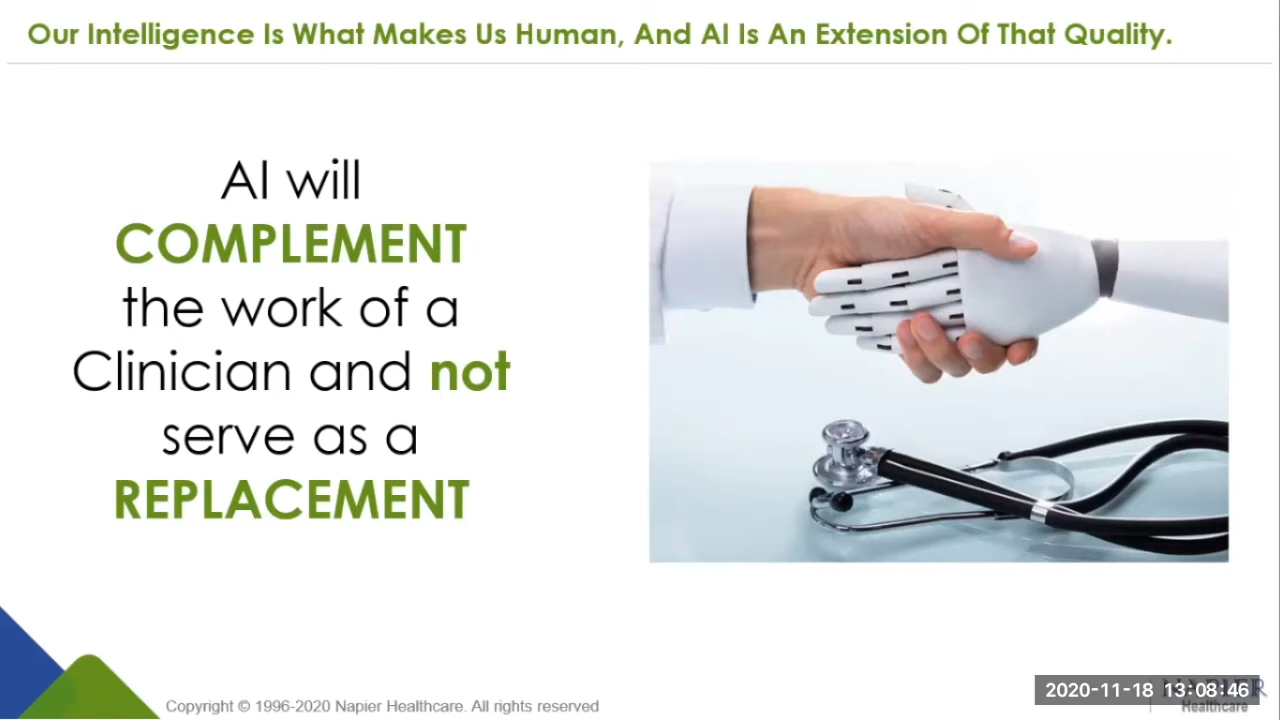 Our Intelligence Is What Makes Us Human, And AI Is An Extension Of That Quality.
AI will
COMPLEMENT
the work of a
Clinician and not
serve as a
REPLACEMENT
Copyright © 1996-2020 Napier Healthcare. All rights reserved
2020-11-18 13:08:46
Healthcare